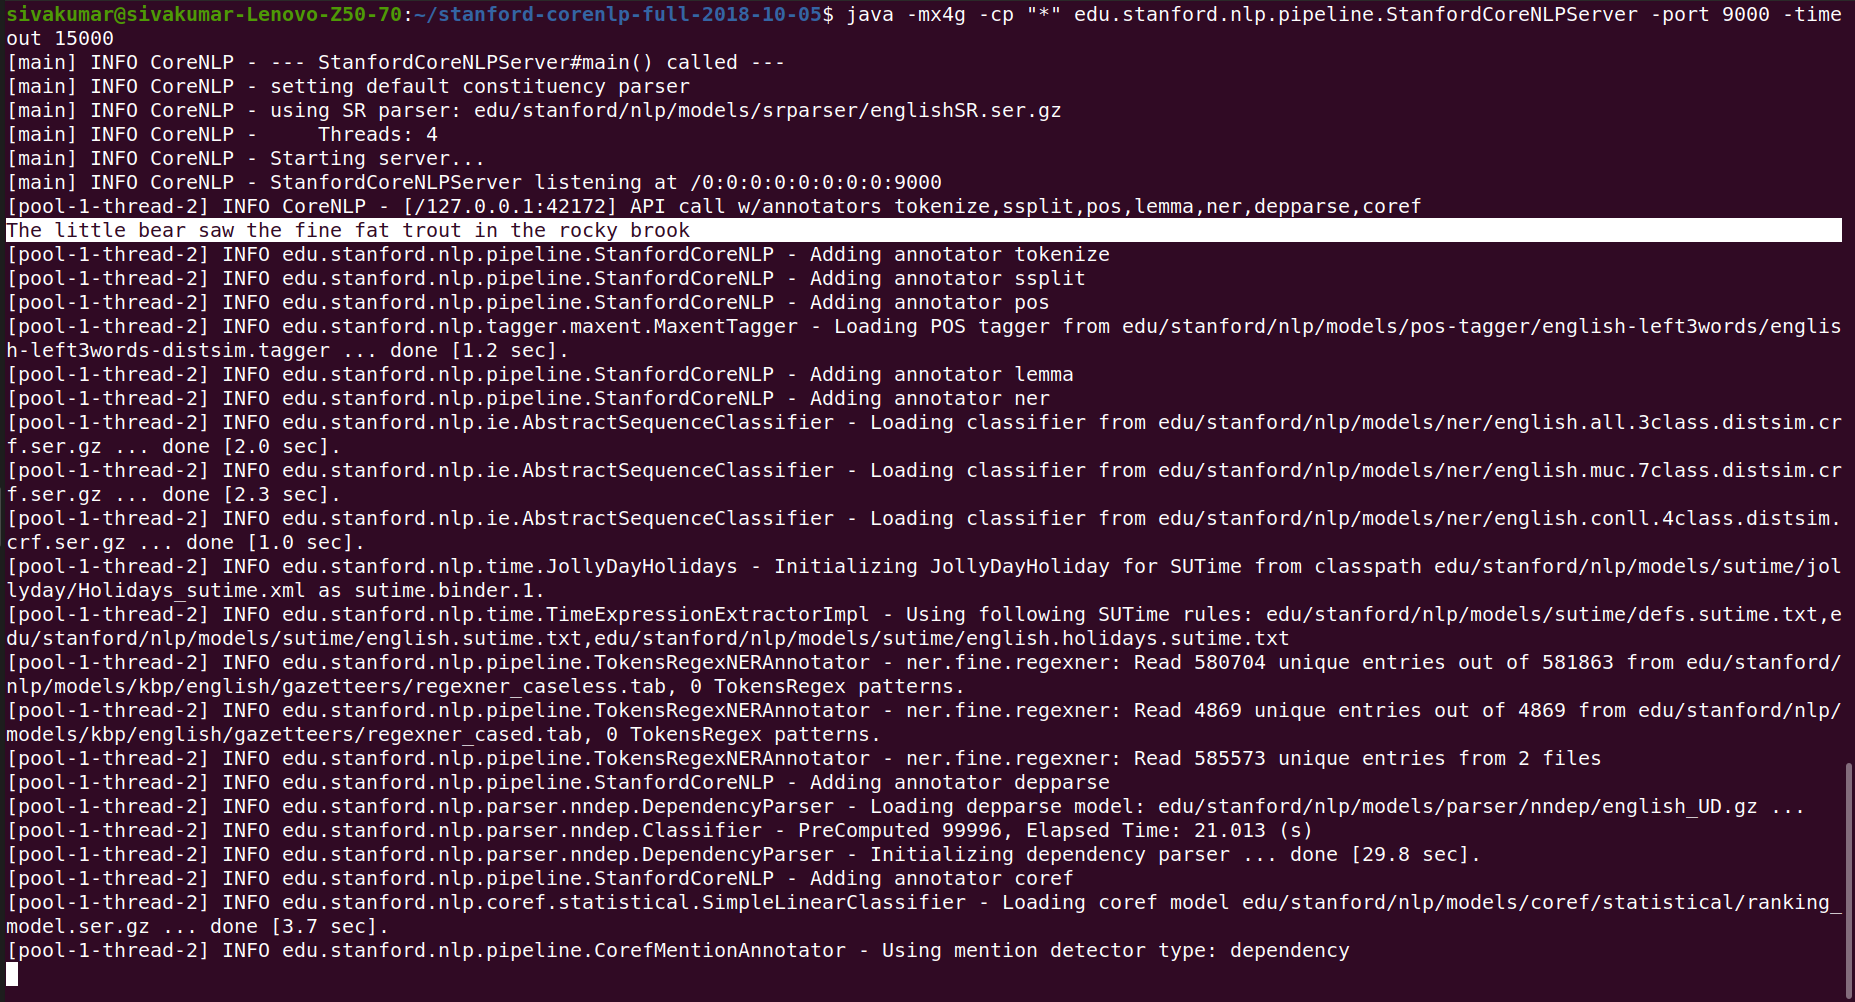 sivakumar@sivakumar-Lenovo-Z50-70:~/stanford-corenlp-full-2018-10-05$ java -mx4g -cp "*" edu.stanford.nlp.pipeline.StanfordCoreNLPServer -port 9000 -time
out 15000
[main] INFO CoreNLP - --- StanfordCoreNLPServer#main() called ---
[main] INFO CoreNLP - setting default constituency parser
[main] INFO CoreNLP - using SR parser: edu/stanford/nlp/models/srparser/englishSR.ser.gz
[main] INFO CoreNLP -     Threads: 4
[main] INFO CoreNLP - Starting server...
[main] INFO CoreNLP - StanfordCoreNLPServer listening at /0:0:0:0:0:0:0:0:9000
[pool-1-thread-2] INFO CoreNLP - [/127.0.0.1:42172] API call w/annotators tokenize,ssplit,pos,lemma,ner,depparse,coref
The little bear saw the fine fat trout in the rocky brook
[pool-1-thread-2] INFO edu.stanford.nlp.pipeline.StanfordCoreNLP - Adding annotator tokenize
[pool-1-thread-2] INFO edu.stanford.nlp.pipeline.StanfordCoreNLP - Adding annotator ssplit
[pool-1-thread-2] INFO edu.stanford.nlp.pipeline.StanfordCoreNLP - Adding annotator pos
[pool-1-thread-2] INFO edu.stanford.nlp.tagger.maxent.MaxentTagger - Loading POS tagger from edu/stanford/nlp/models/pos-tagger/english-left3words/englis
h-left3words-distsim.tagger ... done [1.2 sec].
[pool-1-thread-2] INFO edu.stanford.nlp.pipeline.StanfordCoreNLP - Adding annotator lemma
[pool-1-thread-2] INFO edu.stanford.nlp.pipeline.StanfordCoreNLP - Adding annotator ner
[pool-1-thread-2] INFO edu.stanford.nlp.ie.AbstractSequenceClassifier - Loading classifier from edu/stanford/nlp/models/ner/english.all.3class.distsim.cr
f.ser.gz ... done [2.0 sec].
[pool-1-thread-2] INFO edu.stanford.nlp.ie.AbstractSequenceClassifier - Loading classifier from edu/stanford/nlp/models/ner/english.muc.7class.distsim.cr
f.ser.gz ... done [2.3 sec].
[pool-1-thread-2] INFO edu.stanford.nlp.ie.AbstractSequenceClassifier - Loading classifier from edu/stanford/nlp/models/ner/english.conll.4class.distsim.
crf.ser.gz ... done [1.0 sec].
[pool-1-thread-2] INFO edu.stanford.nlp.time.JollyDayHolidays - Initializing JollyDayHoliday for SUTime from classpath edu/stanford/nlp/models/sutime/jol
lyday/Holidays_sutime.xml as sutime.binder.1.
[pool-1-thread-2] INFO edu.stanford.nlp.time.TimeExpressionExtractorImpl - Using following SUTime rules: edu/stanford/nlp/models/sutime/defs.sutime.txt,e
du/stanford/nlp/models/sutime/english.sutime.txt,edu/stanford/nlp/models/sutime/english.holidays.sutime.txt
[pool-1-thread-2] INFO edu.stanford.nlp.pipeline.TokensRegexNERAnnotator - ner.fine.regexner: Read 580704 unique entries out of 581863 from edu/stanford/
nlp/models/kbp/english/gazetteers/regexner_caseless.tab, 0 TokensRegex patterns.
[pool-1-thread-2] INFO edu.stanford.nlp.pipeline.TokensRegexNERAnnotator - ner.fine.regexner: Read 4869 unique entries out of 4869 from edu/stanford/nlp/
models/kbp/english/gazetteers/regexner_cased.tab, 0 TokensRegex patterns.
[pool-1-thread-2] INFO edu.stanford.nlp.pipeline.TokensRegexNERAnnotator - ner.fine.regexner: Read 585573 unique entries from 2 files
[pool-1-thread-2] INFO edu.stanford.nlp.pipeline.StanfordCoreNLP - Adding annotator depparse
[pool-1-thread-2] INFO edu.stanford.nlp.parser.nndep.DependencyParser - Loading depparse model: edu/stanford/nlp/models/parser/nndep/english_UD.gz ...
[pool-1-thread-2] INFO edu.stanford.nlp.parser.nndep.Classifier - PreComputed 99996, Elapsed Time: 21.013 (s)
[pool-1-thread-2] INFO edu.stanford.nlp.parser.nndep.DependencyParser - Initializing dependency parser ... done [29.8 sec].
[pool-1-thread-2] INFO edu.stanford.nlp.pipeline.StanfordCoreNLP - Adding annotator coref
[pool-1-thread-2] INFO edu.stanford.nlp.coref.statistical.SimpleLinearClassifier - Loading coref model edu/stanford/nlp/models/coref/statistical/ranking_
model.ser.gz ... done [3.7 sec].
[pool-1-thread-2] INFO edu.stanford.nlp.pipeline.CorefMentionAnnotator - Using mention detector type: dependency